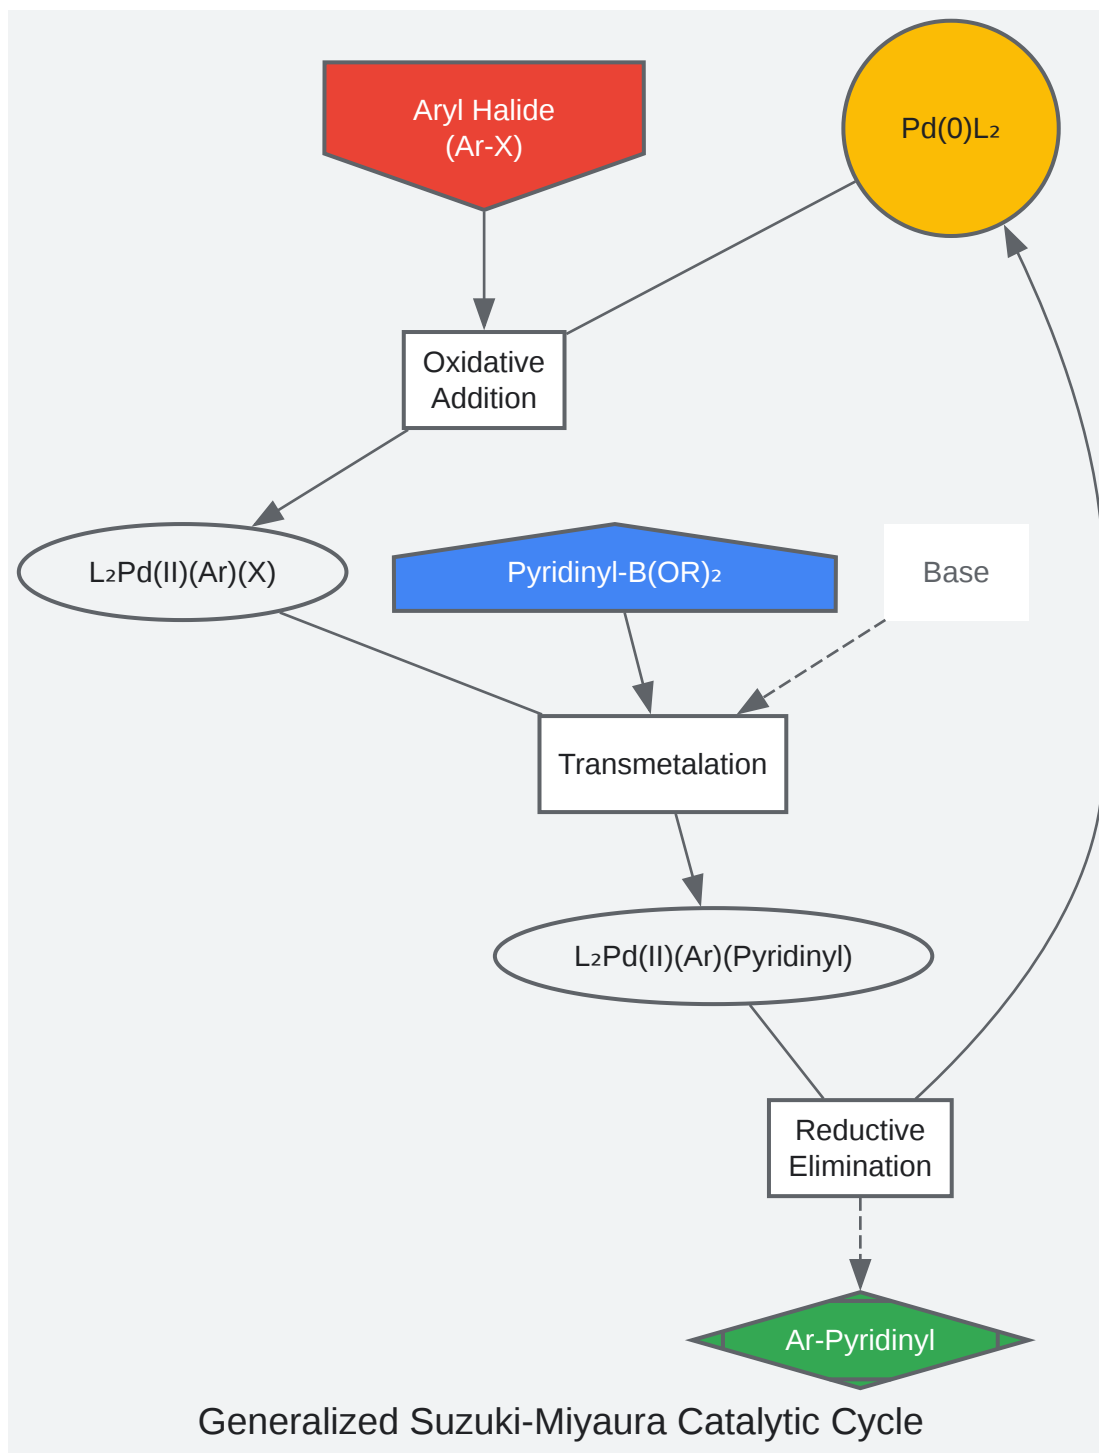 Aryl Halide
(Ar-X)
Pd(0)L₂
Oxidative
Addition
L₂Pd(II)(Ar)(X)
Pyridinyl-B(OR)₂
Base
Transmetalation
L₂Pd(II)(Ar)(Pyridinyl)
Reductive
Elimination
Ar-Pyridinyl
Generalized Suzuki-Miyaura Catalytic Cycle